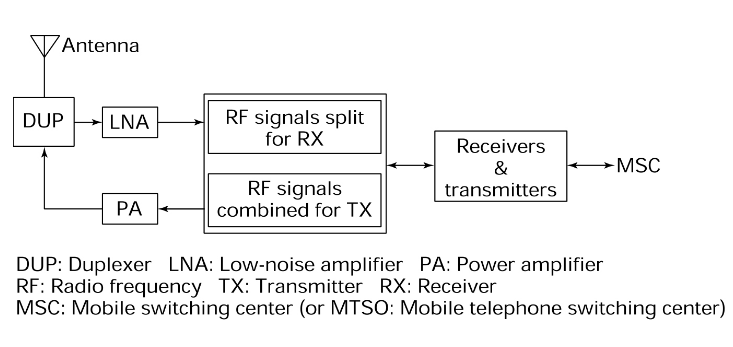 Antenna
DUP
LNA
RF signals split
for RX
Receivers
&
transmitters
MSC
RF signals
combined for TX
PA
DUP: Duplexer LNA: Low-noise amplifier PA: Power amplifier
RF: Radio frequency TX: Transmitter RX: Receiver
MSC: Mobile switching center (or MTSO: Mobile telephone switching center)